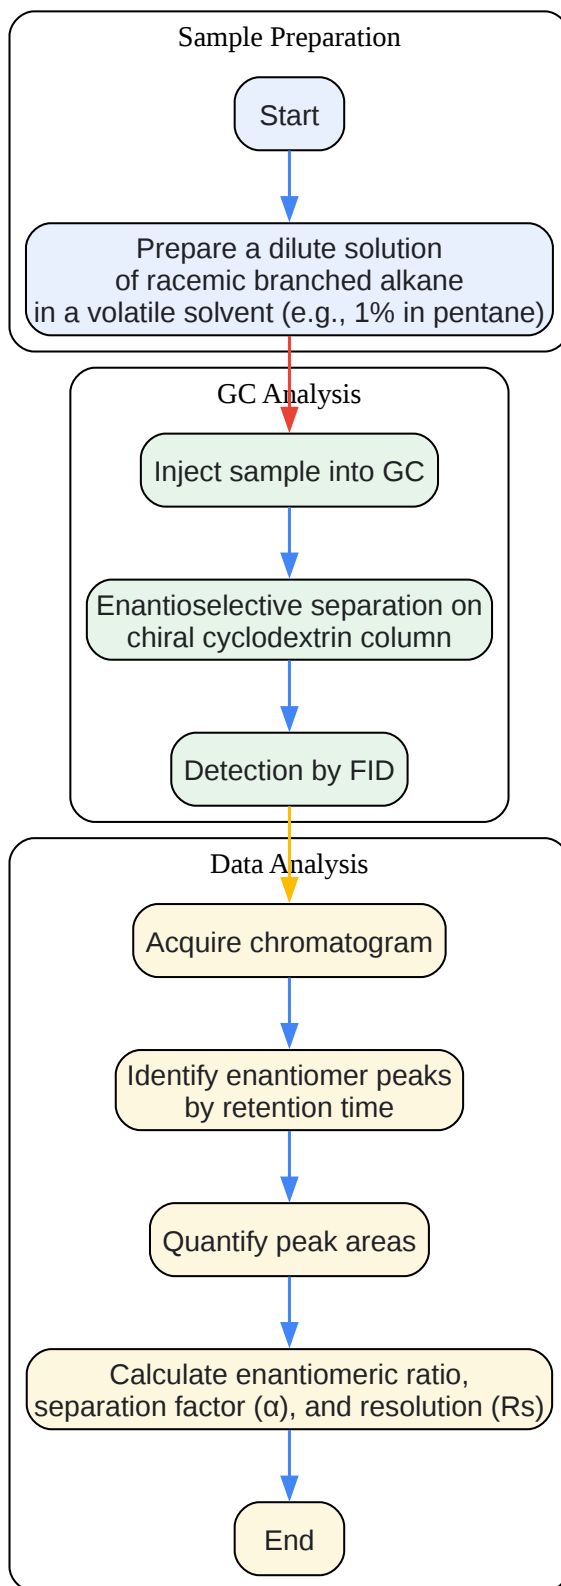 Sample Preparation
Start
Prepare a dilute solution
of racemic branched alkane
in a volatile solvent (e.g., 1% in pentane)
GC Analysis
Inject sample into GC
Enantioselective separation on
chiral cyclodextrin column
Detection by FID
Data Analysis
Acquire chromatogram
Identify enantiomer peaks
by retention time
Quantify peak areas
Calculate enantiomeric ratio,
separation factor (α), and resolution (Rs)
End